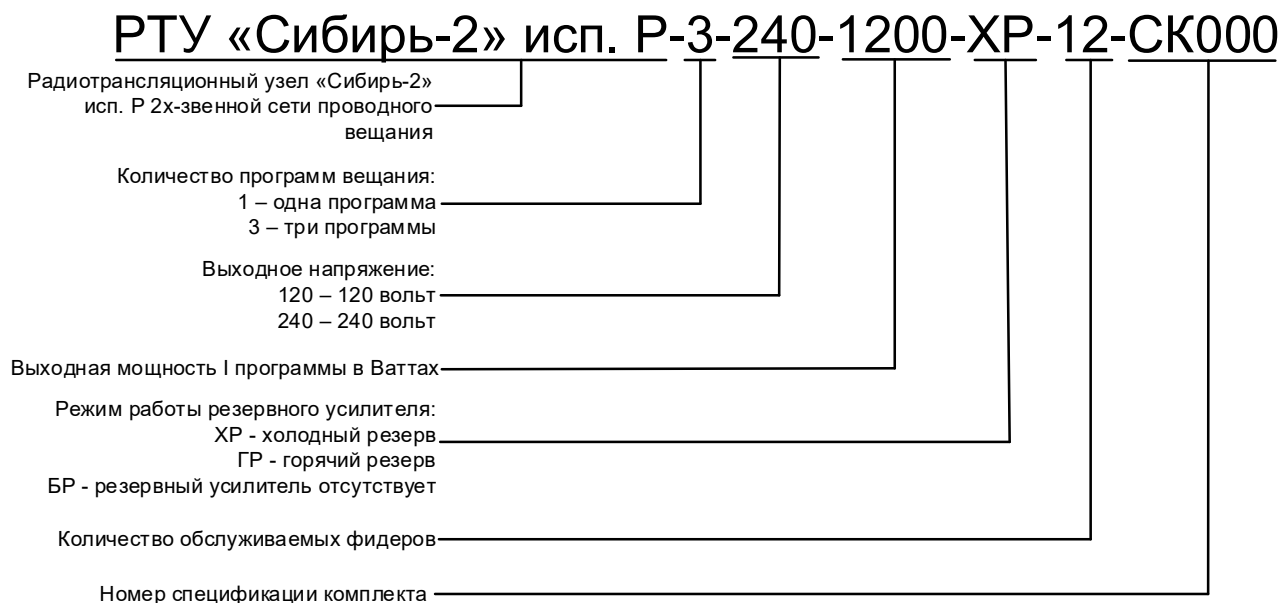 РТУ «Сибирь-2» исп. Р-3-240-1200-ХР-12-СК000
Радиотрансляционный узел «Сибирь-2»
исп. Р 2х-звенной сети проводного
вещания
Количество программ вещания:
1 – одна программа
3 – три программы
Выходное напряжение:
120 – 120 вольт
240 – 240 вольт
Выходная мощность I программы в Ваттах
Режим работы резервного усилителя:
ХР - холодный резерв
ГР - горячий резерв
БР - резервный усилитель отсутствует
Количество обслуживаемых фидеров
Номер спецификации комплекта